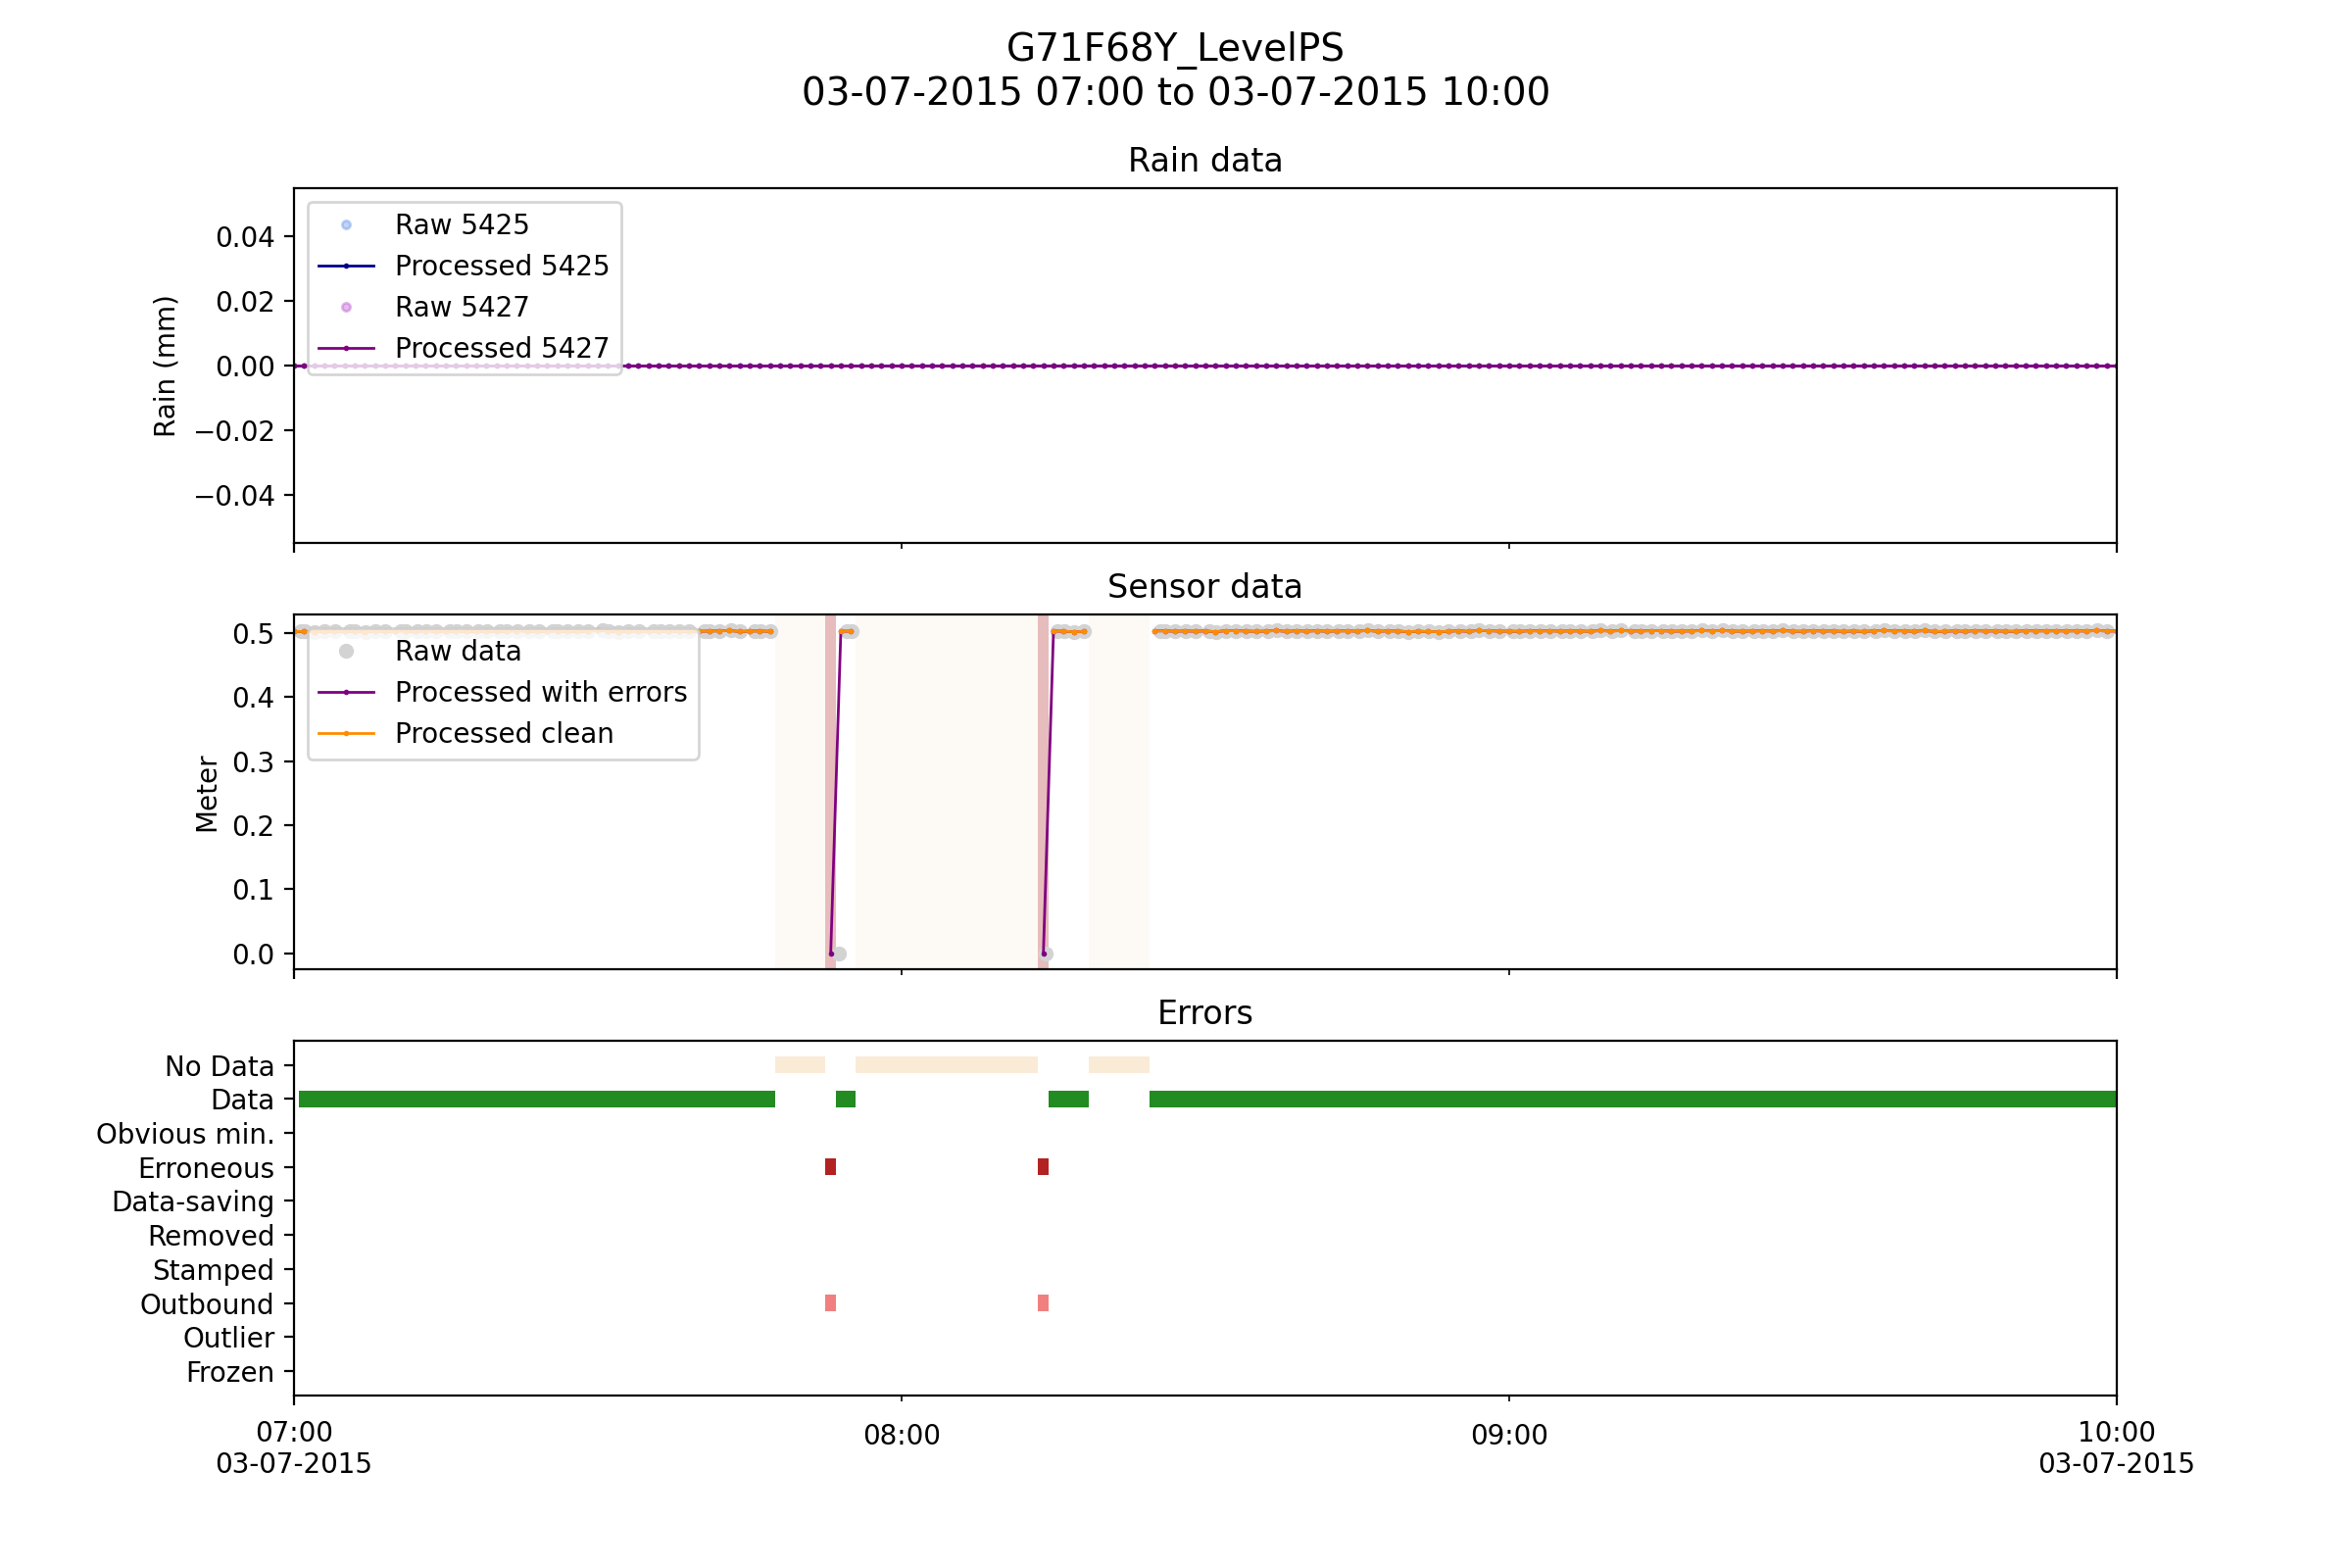 G71F68Y_LevelPS
03-07-2015 07:00 to 03-07-2015 10:00
Rain data
Raw 5425
Processed 5425
Raw 5427
Processed 5427
0.04
0.02
0.00
−0.02
−0.04
Rain (mm)
Sensor data
Raw data
Processed with errors
Processed clean
0.5
0.4
0.3
0.2
0.1
0.0
Meter
Errors
No Data
Data
Obvious min.
Erroneous
Data-saving
Removed
Stamped
Outbound
Outlier
Frozen
07:00 08:00 09:00 10:00
03-07-2015 03-07-2015